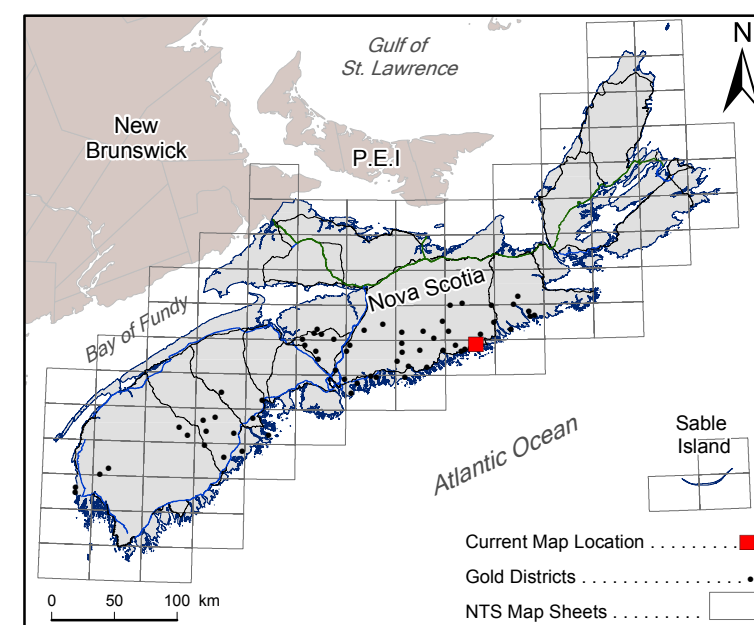 Gulf of
St. Lawrence
N
New
Brunswick
P.E.I
Nova Scotia
Bay of Fundy
Sable
Island
Atlantic Ocean
Current Map Location . . . . . . . . .
Gold Districts . . . . . . . . . . . . . . . .
NTS Map Sheets . . . . . . . . .
0 50 100 km